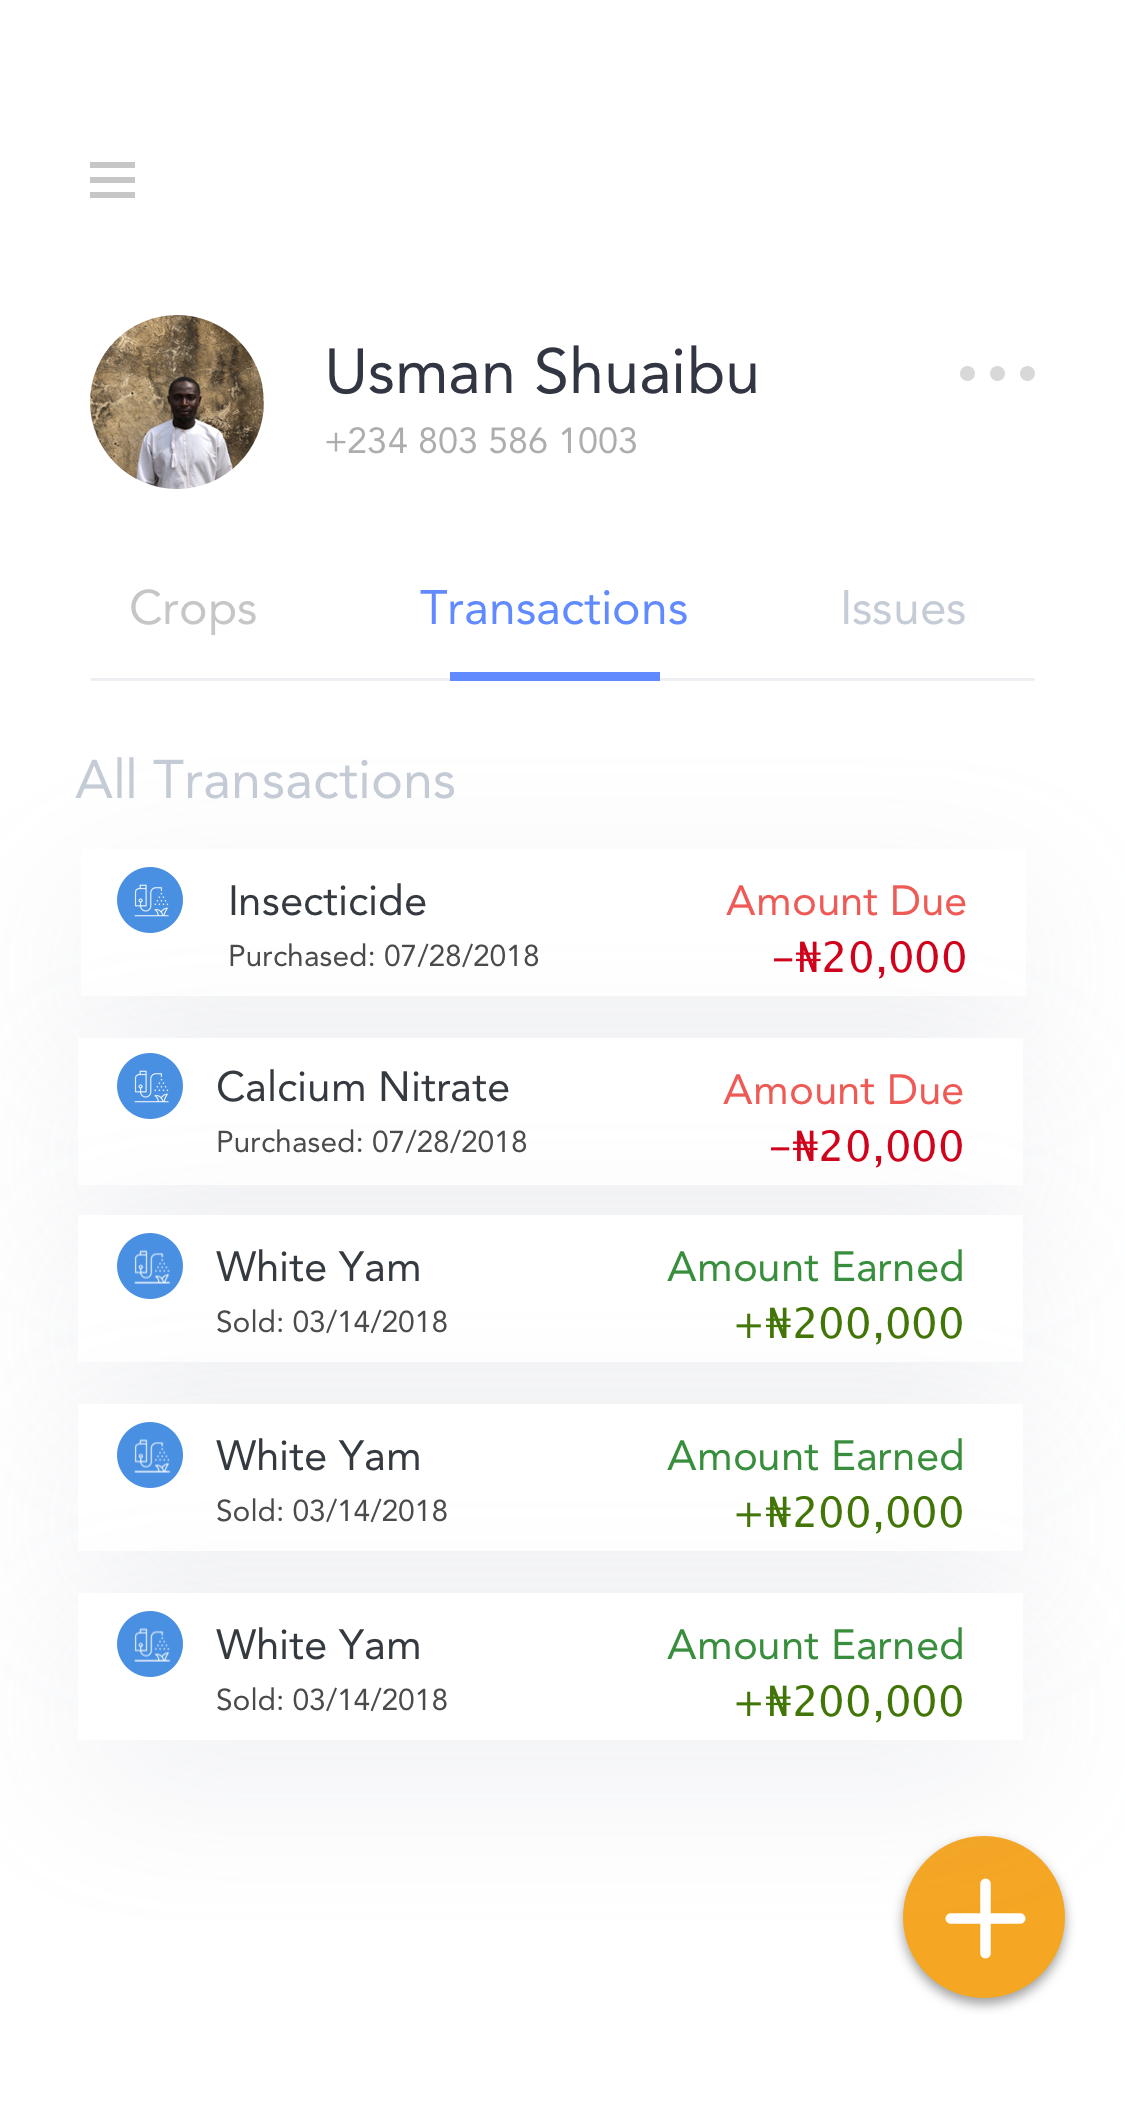 Usman Shuaibu
+234 803 586 1003
Crops Transactions Issues
All Transactions
Insecticide Amount Due
Purchased: 07/28/2018 -₦20,000
Calcium Nitrate Amount Due
Purchased: 07/28/2018 -₦20,000
White Yam Amount Earned
Sold: 03/14/2018 +₦200,000
White Yam Amount Earned
Sold: 03/14/2018 +₦200,000
White Yam Amount Earned
Sold: 03/14/2018 +₦200,000